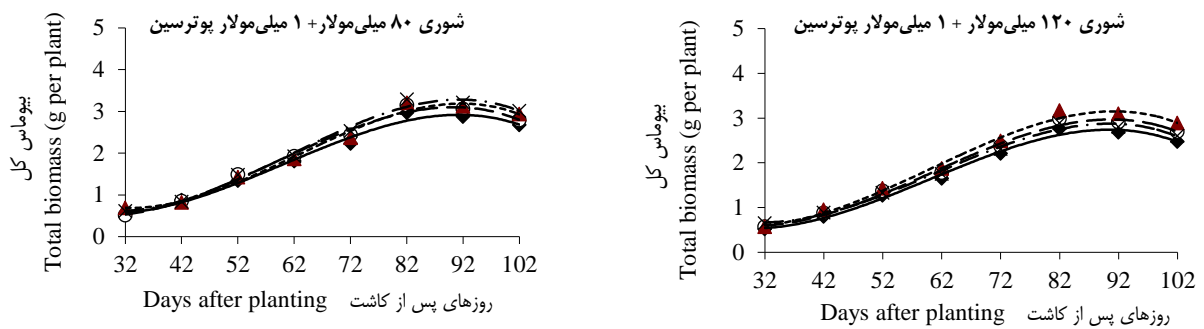 شوری ۸۰ میلی‌مولار+ ۱ میلی‌مولار پوترسین
بیوماس کل
Total biomass (g per plant)
5
4
3
2
1
0
32 42 52 62 72 82 92 102
Days after planting روزهای پس از کاشت
شوری ۱۲۰ میلی‌مولار + ۱ میلی‌مولار پوترسین
بیوماس کل
Total biomass (g per plant)
5
4
3
2
1
0
32 42 52 62 72 82 92 102
Days after planting روزهای پس از کاشت